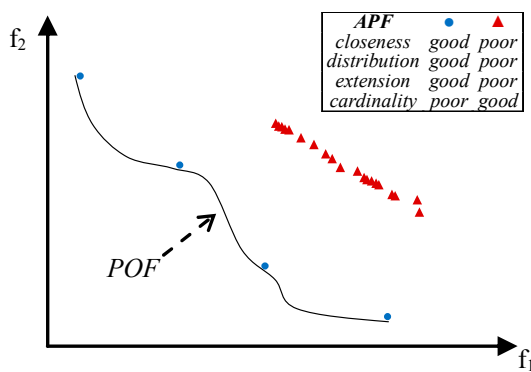 f2
APF
closeness good poor
distribution good poor
extension good poor
cardinality poor good
POF
f1